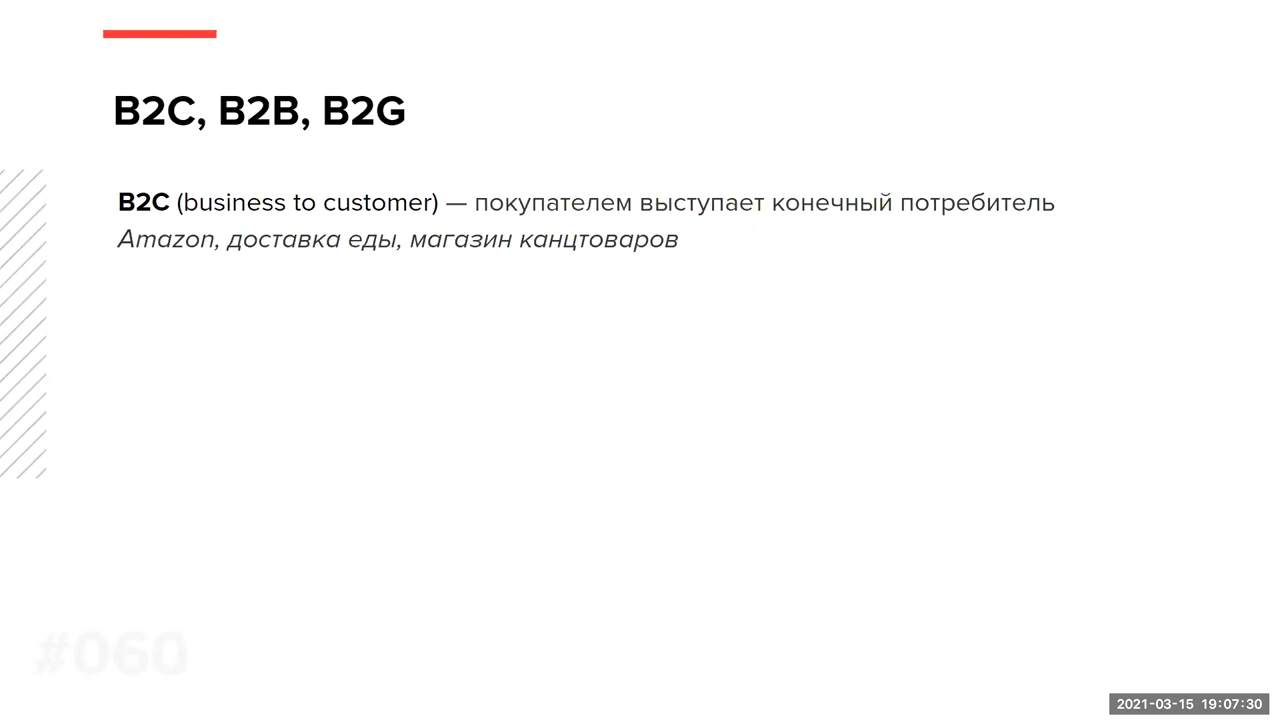 B2C, B2B, B2G
B2C (business to customer) — покупателем выступает конечный потребитель
Amazon, доставка еды, магазин канцтоваров
#060
2021-03-15 19:07:30